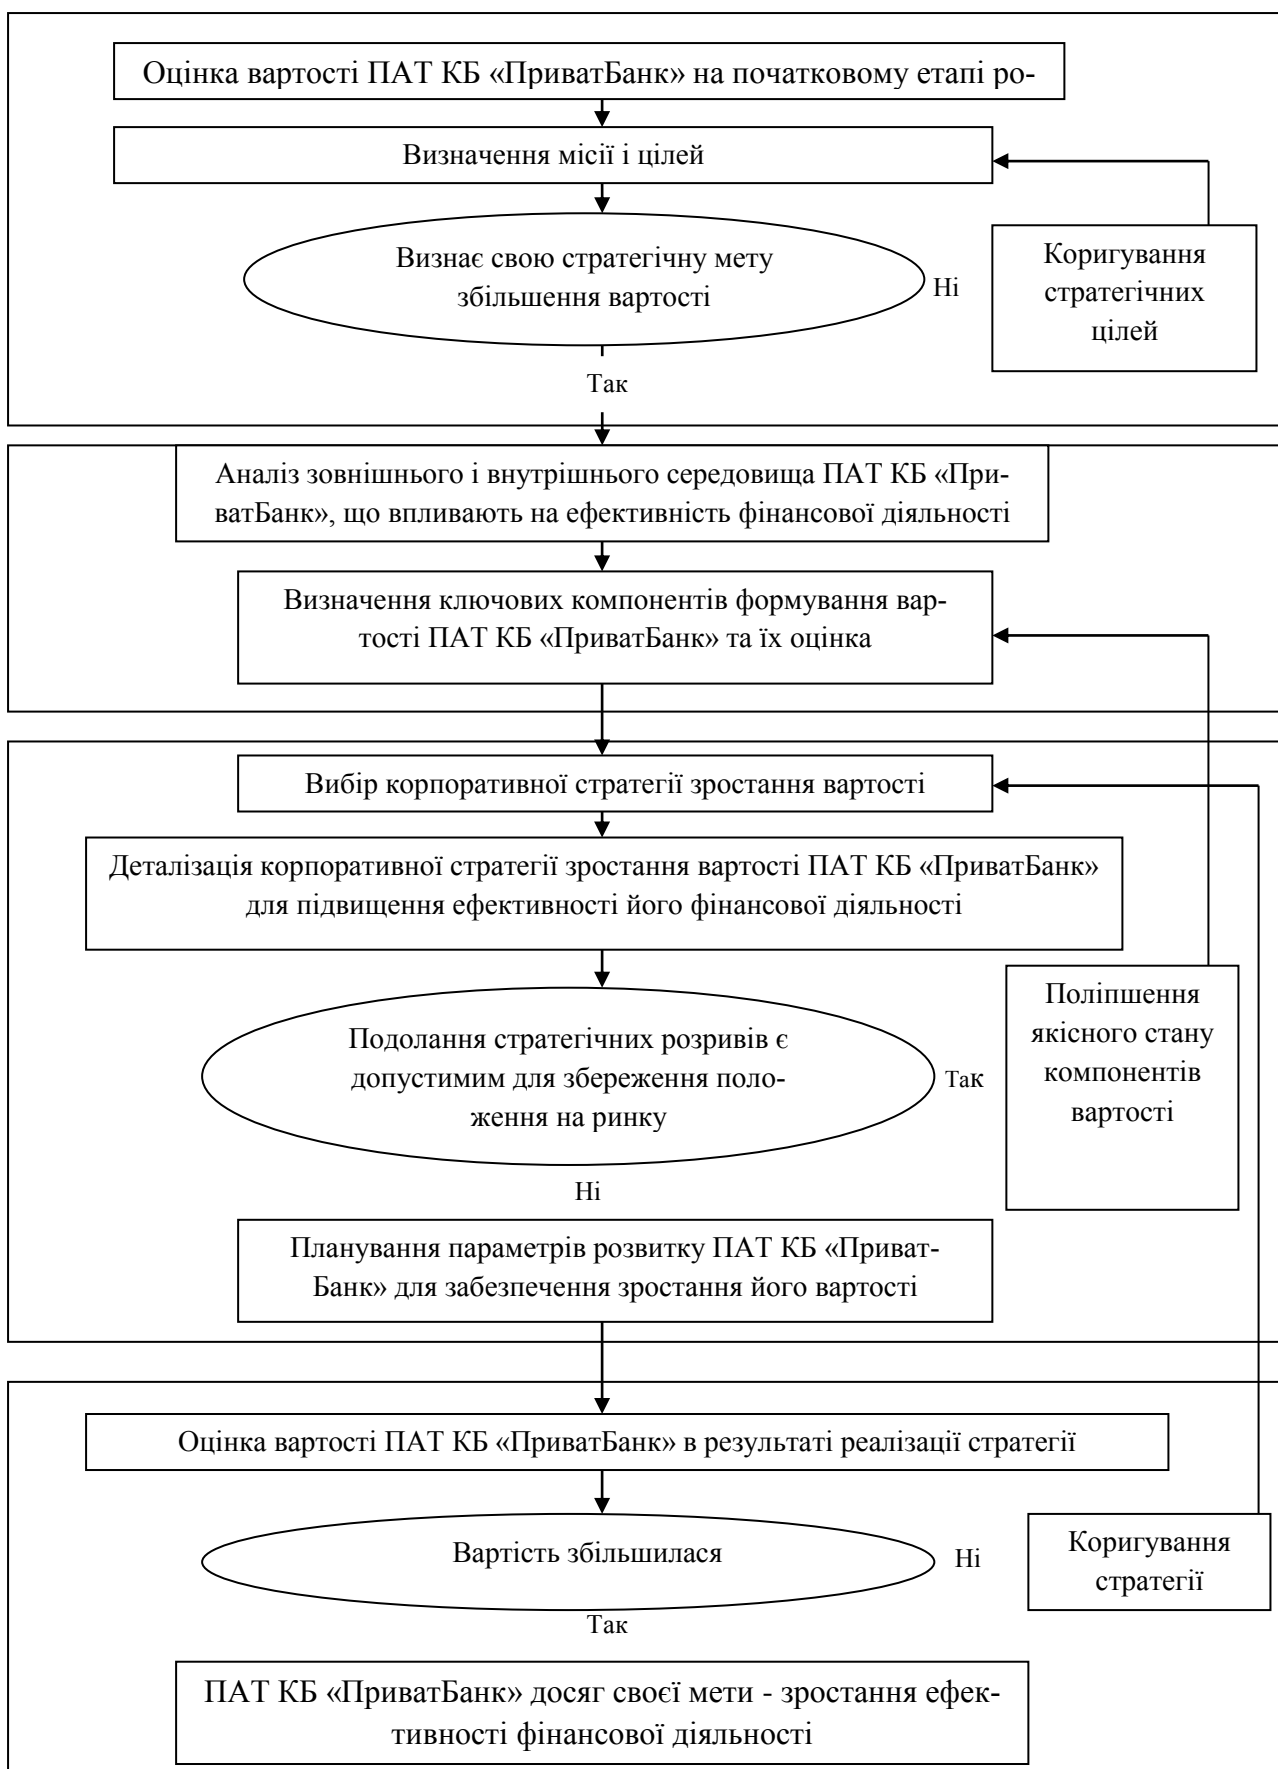 Оцінка вартості ПАТ КБ «ПриватБанк» на початковому етапі ро-
Визначення місії і цілей
Визнає свою стратегічну мету
збільшення вартості
Ні
Коригування
стратегічних
цілей
Так
Аналіз зовнішнього і внутрішнього середовища ПАТ КБ «При-
ватБанк», що впливають на ефективність фінансової діяльності
Визначення ключових компонентів формування вар-
тості ПАТ КБ «ПриватБанк» та їх оцінка
Вибір корпоративної стратегії зростання вартості
Деталізація корпоративної стратегії зростання вартості ПАТ КБ «ПриватБанк»
для підвищення ефективності його фінансової діяльності
Подолання стратегічних розривів є
допустимим для збереження поло-
ження на ринку
Так
Поліпшення
якісного стану
компонентів
вартості
Ні
Планування параметрів розвитку ПАТ КБ «Приват-
Банк» для забезпечення зростання його вартості
Оцінка вартості ПАТ КБ «ПриватБанк» в результаті реалізації стратегії
Вартість збільшилася
Ні
Коригування
стратегії
Так
ПАТ КБ «ПриватБанк» досяг своєї мети - зростання ефек-
тивності фінансової діяльності